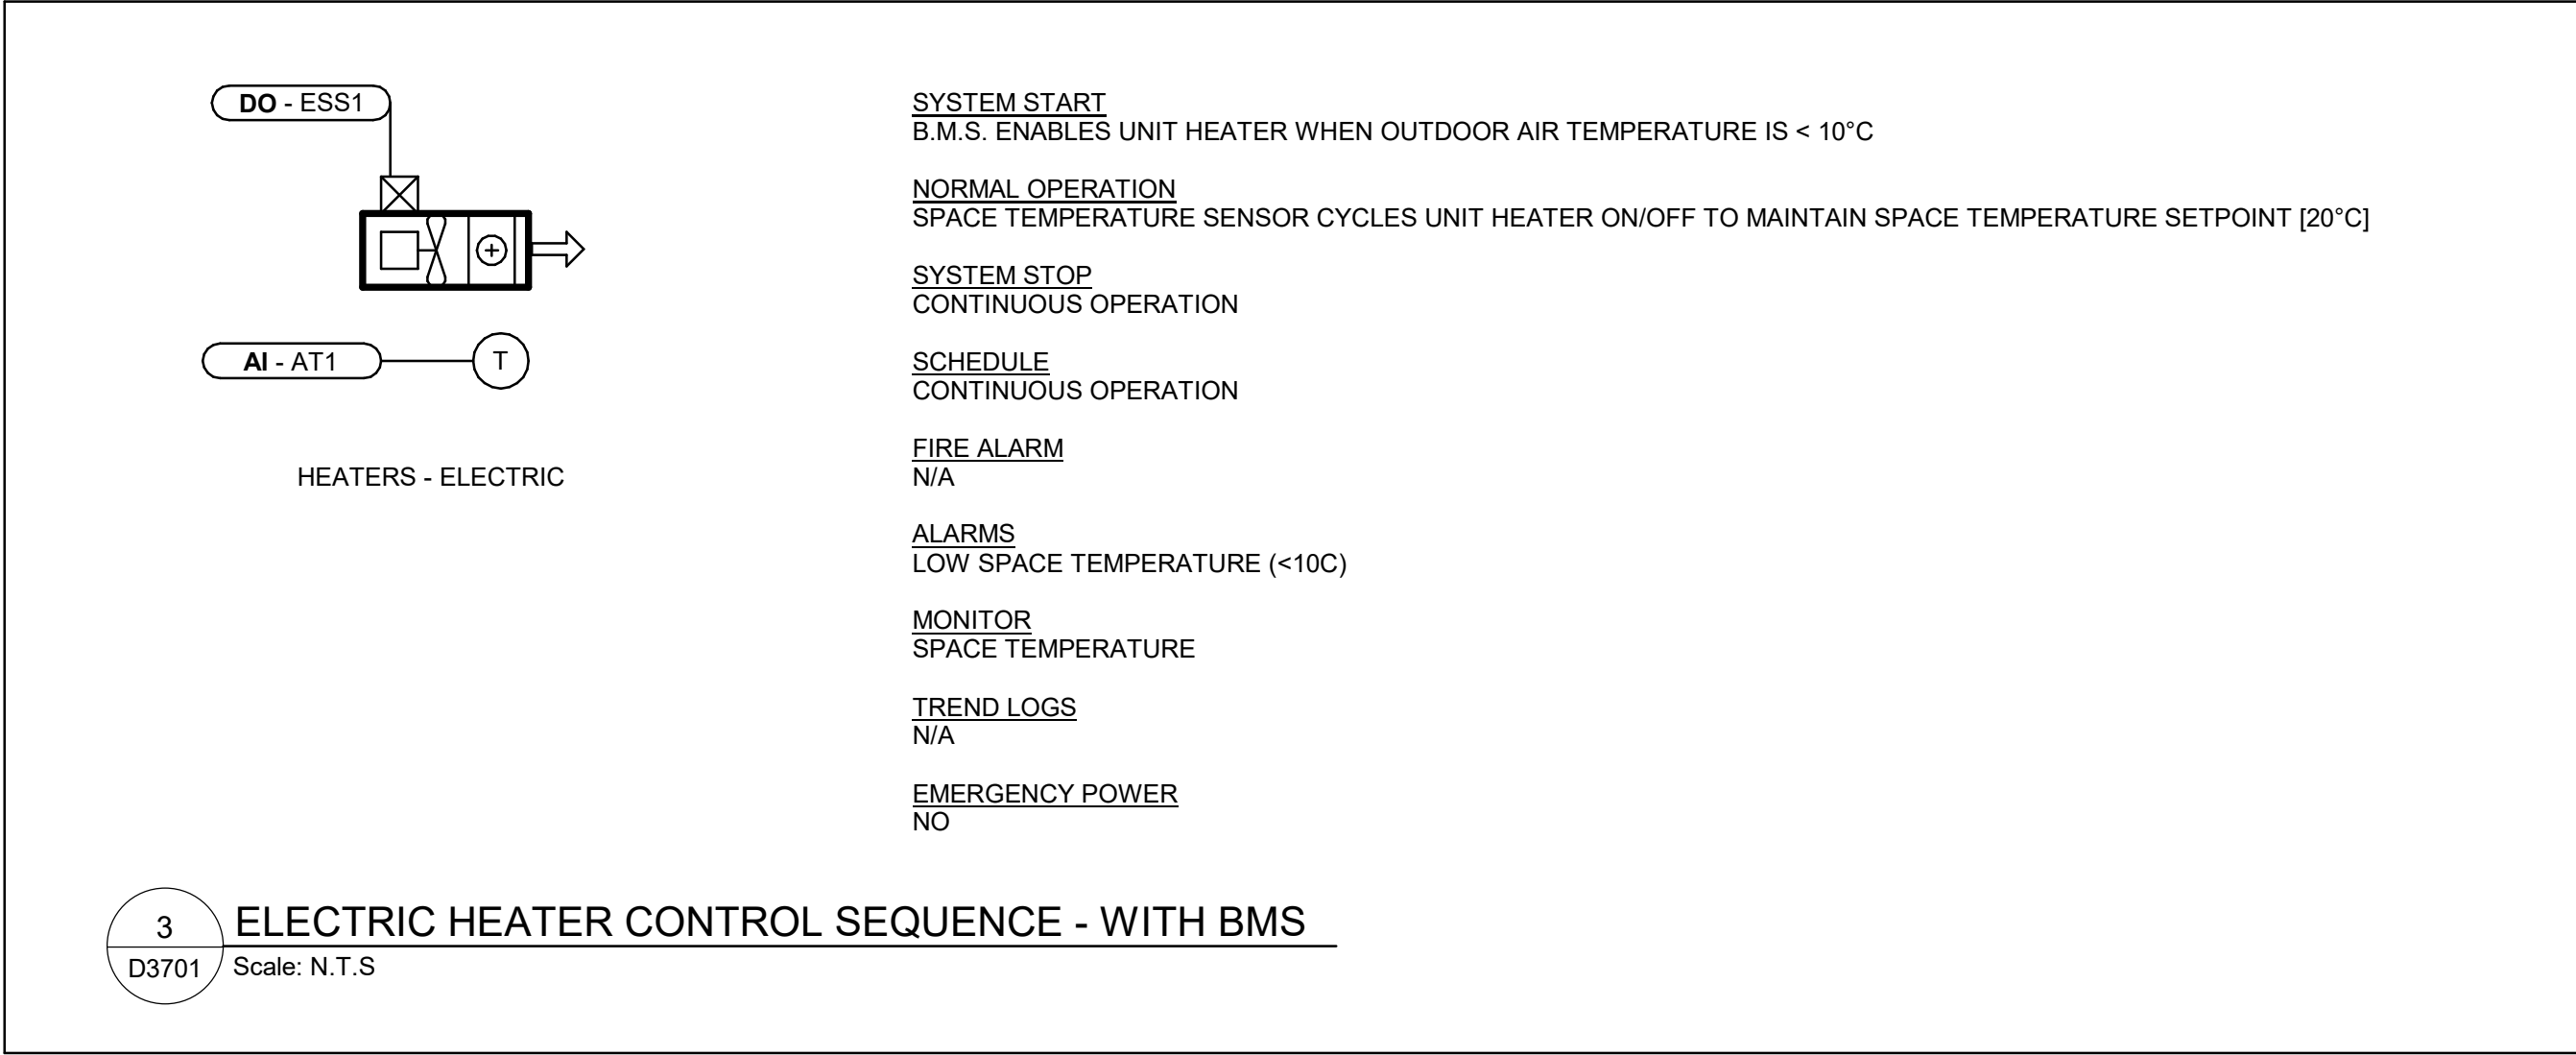 DO - ESS1
AI - AT1
T
HEATERS - ELECTRIC
SYSTEM START
B.M.S. ENABLES UNIT HEATER WHEN OUTDOOR AIR TEMPERATURE IS < 10°C
NORMAL OPERATION
SPACE TEMPERATURE SENSOR CYCLES UNIT HEATER ON/OFF TO MAINTAIN SPACE TEMPERATURE SETPOINT [20°C]
SYSTEM STOP
CONTINUOUS OPERATION
SCHEDULE
CONTINUOUS OPERATION
FIRE ALARM
N/A
ALARMS
LOW SPACE TEMPERATURE (<10C)
MONITOR
SPACE TEMPERATURE
TREND LOGS
N/A
EMERGENCY POWER
NO
3
D3701
ELECTRIC HEATER CONTROL SEQUENCE - WITH BMS
Scale: N.T.S